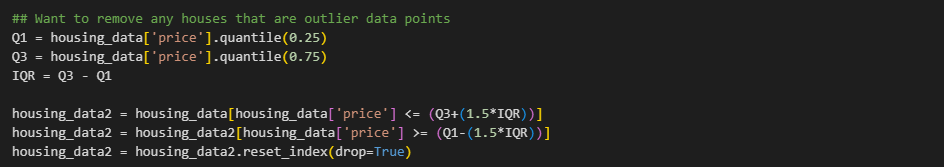 ## Want to remove any houses that are outlier data points
Q1 = housing_data['price'].quantile(0.25)
Q3 = housing_data['price'].quantile(0.75)
IQR = Q3 - Q1
housing_data2 = housing_data[housing_data['price'] <= (Q3+(1.5*IQR))]
housing_data2 = housing_data2[housing_data['price'] >= (Q1-(1.5*IQR))]
housing_data2 = housing_data2.reset_index(drop=True)